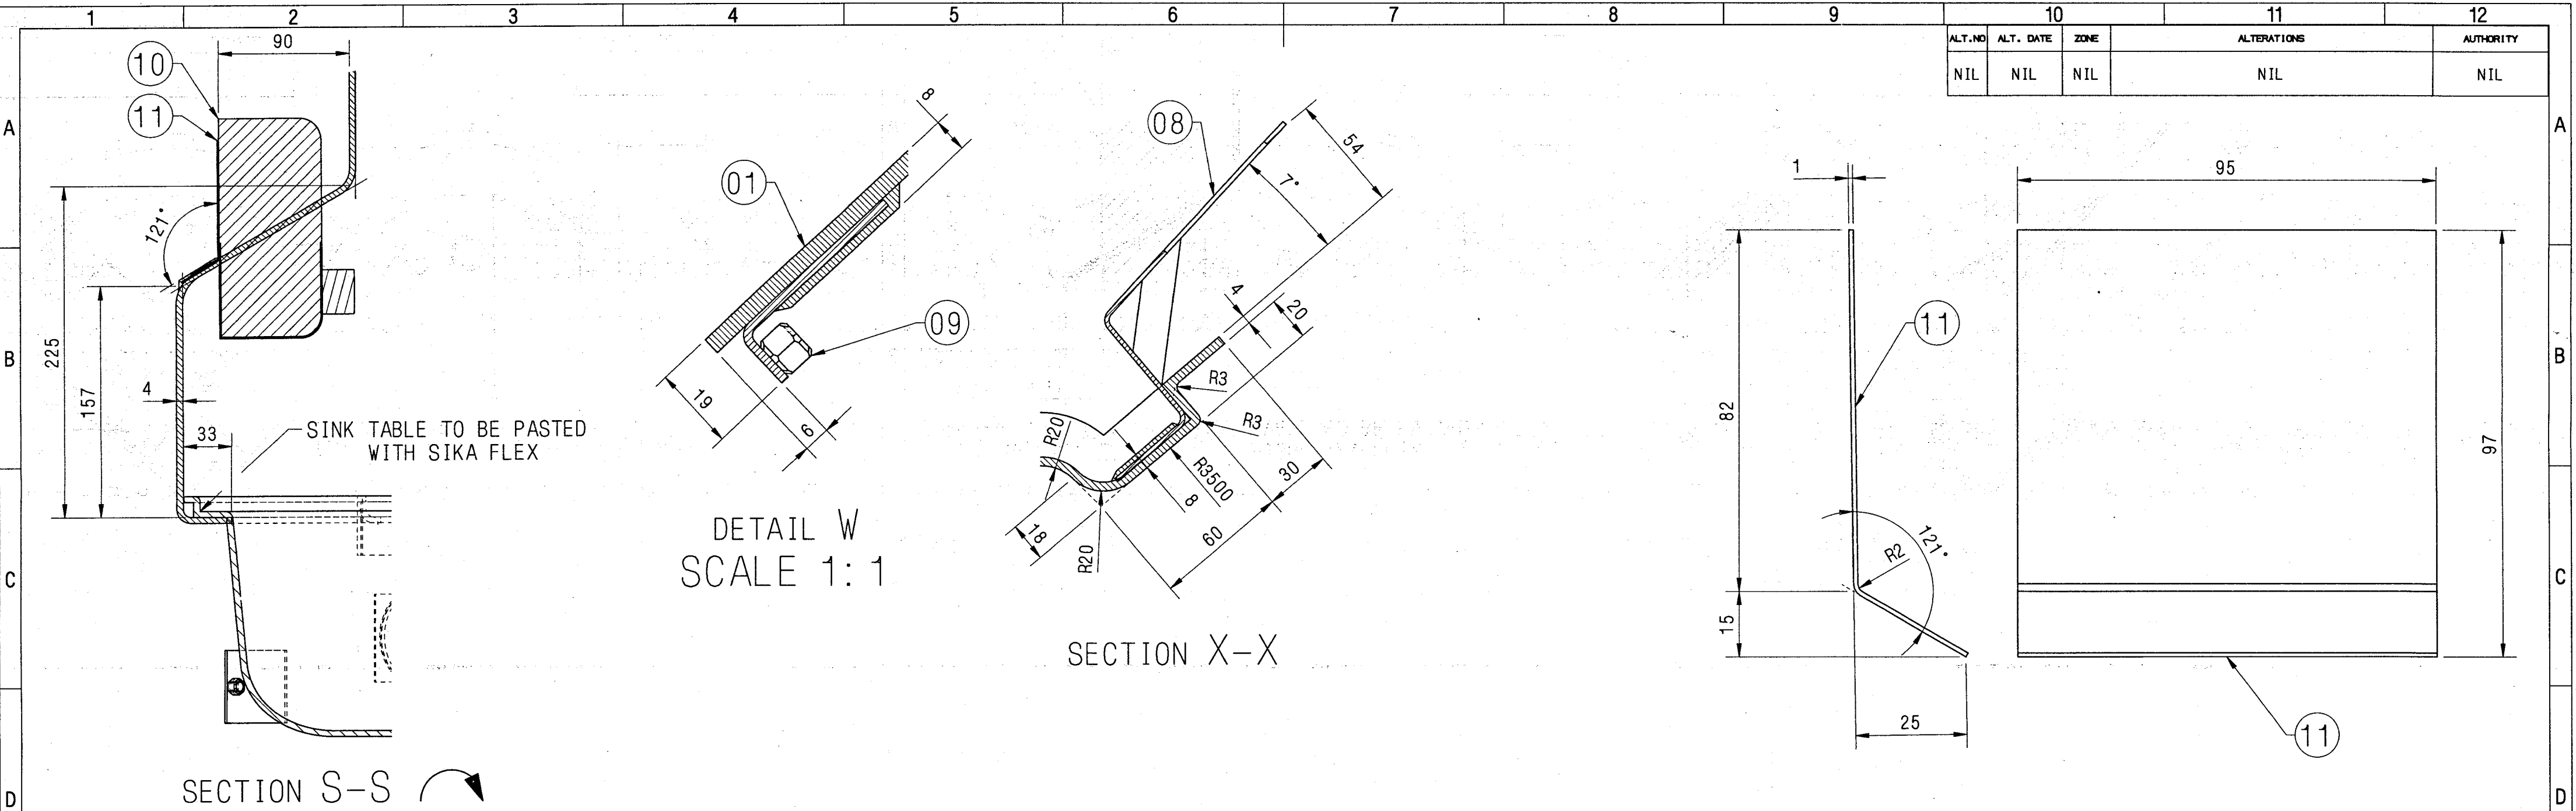 1 2 3 4 5 6 7 8 9 10 11 12
ALT.NO ALT. DATE ZONE ALTERATIONS AUTHORITY
NIL NIL NIL NIL NIL
A
B
C
D
A
B
C
D
90
10
11
121°
225
157
4
33
SINK TABLE TO BE PASTED
WITH SIKA FLEX
SECTION S-S
8
01
09
19
6
DETAIL W
SCALE 1:1
08
54
7°
4
20
R3
R3
R20
R3500
30
8
18
60
R20
SECTION X-X
1
95
82
11
97
121°
R2
15
25
11